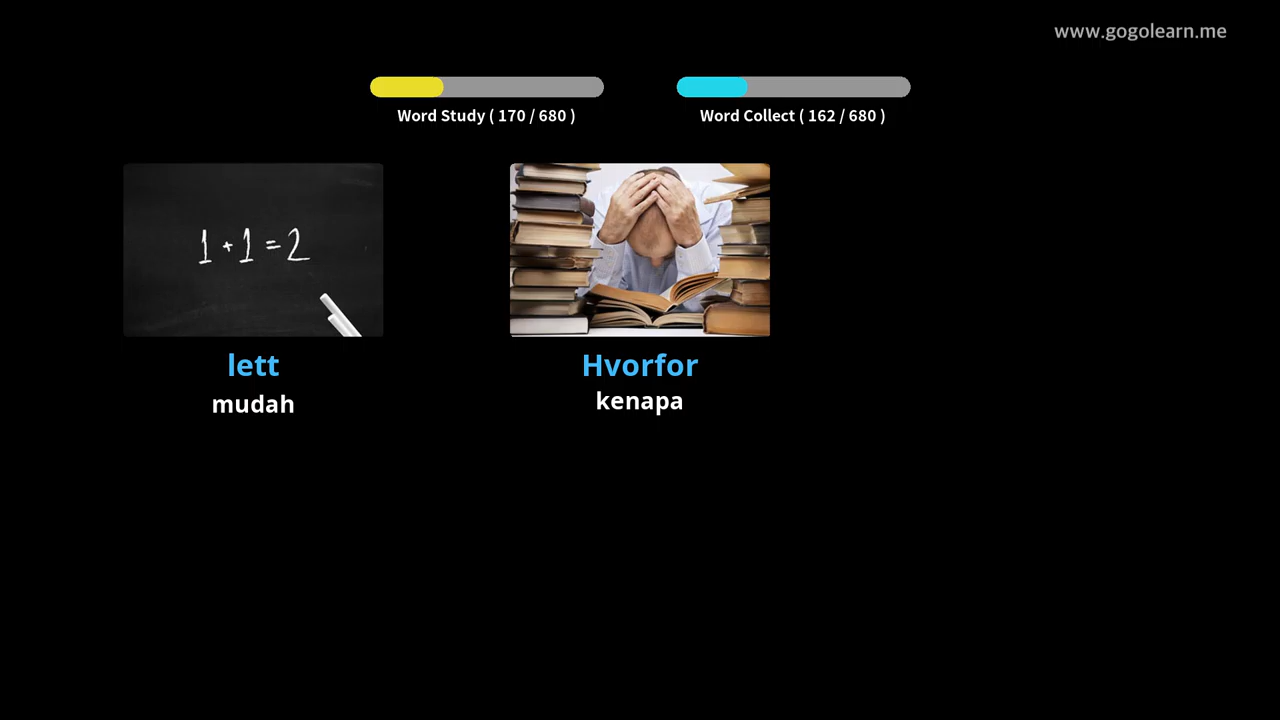 www.gogolearn.me
Word Study ( 170 / 680 )
Word Collect ( 162 / 680 )
1 + 1 = 2
lett
mudah
Hvorfor
kenapa